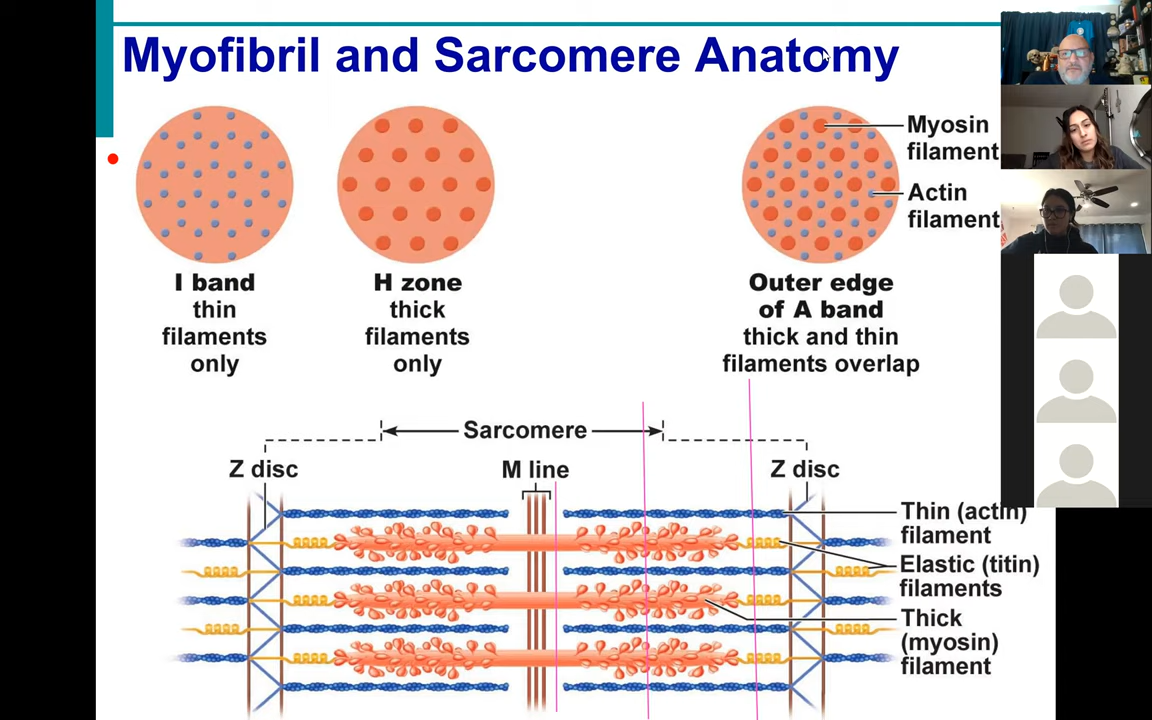 Myofibril and Sarcomere Anatomy
Myosin
filament
Actin
filament
I band
thin
filaments
only
H zone
thick
filaments
only
Outer edge
of A band
thick and thin
filaments overlap
Sarcomere
Z disc
M line
Z disc
Thin (actin)
filament
Elastic (titin)
filaments
Thick
(myosin)
filament